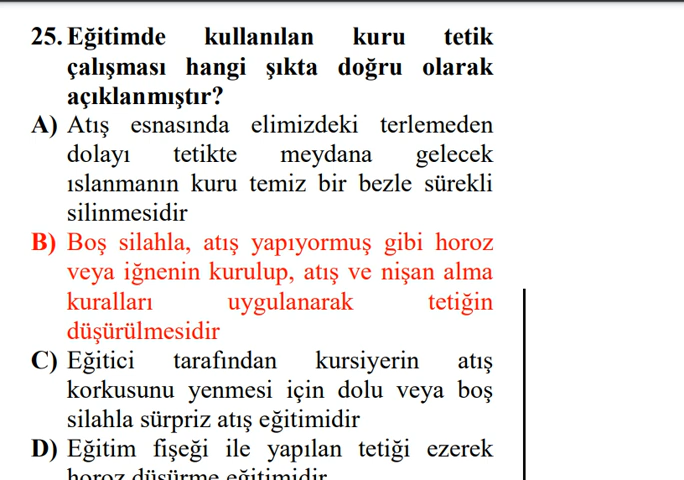 25. Eğitimde kullanılan kuru tetik
çalışması hangi şıkta doğru olarak
açıklanmıştır?
A) Atış esnasında elimizdeki terlemeden
dolayı tetikte meydana gelecek
ıslanmanın kuru temiz bir bezle sürekli
silinmesidir
B) Boş silahla, atış yapıyormuş gibi horoz
veya iğnenin kurulup, atış ve nişan alma
kuralları uygulanarak tetiğin
düşürülmesidir
C) Eğitici tarafından kursiyerin atış
korkusunu yenmesi için dolu veya boş
silahla sürpriz atış eğitimidir
D) Eğitim fişeği ile yapılan tetiği ezerek
horoz düşürme eğitimidir